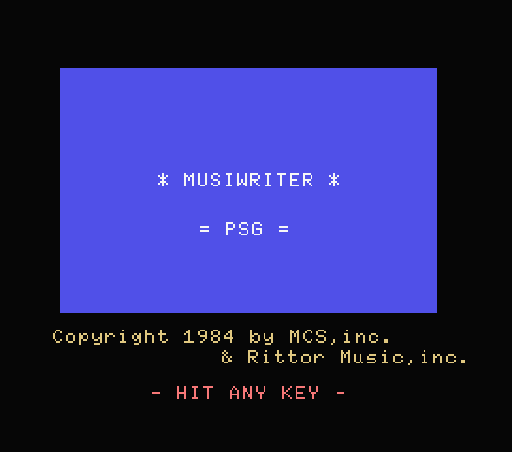 * MUSIWRITER *
= PSG =
Copyright 1984 by MCS,inc.
& Rittor Music,inc.
- HIT ANY KEY -